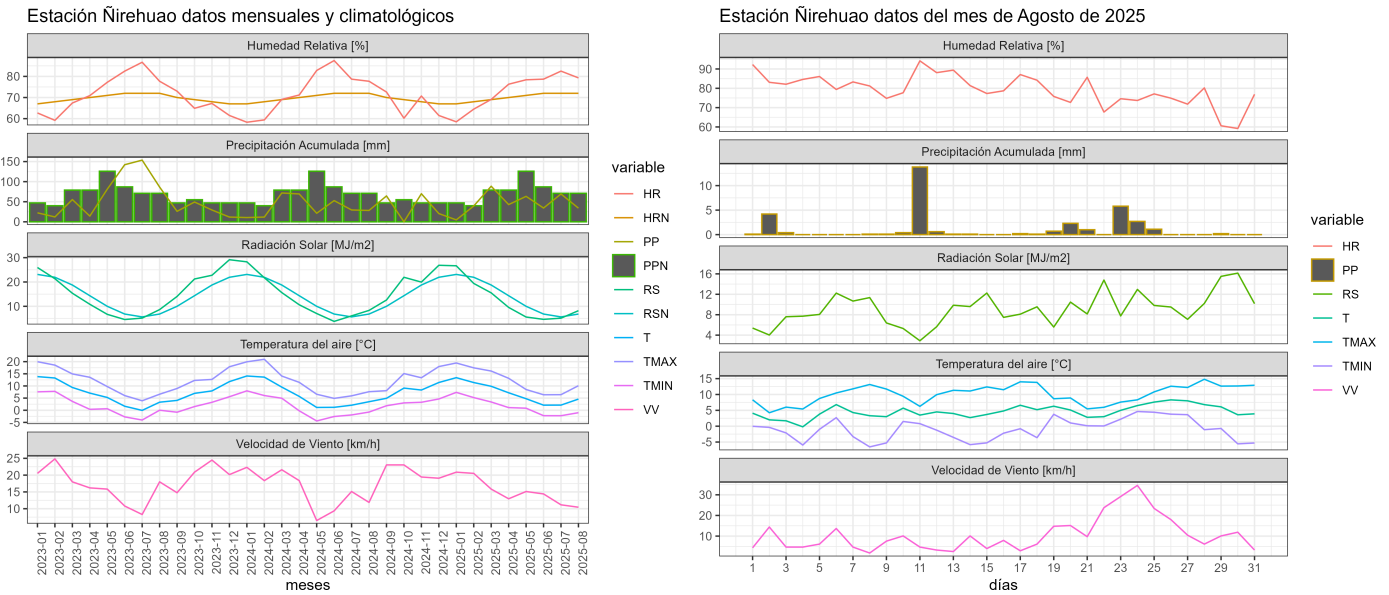 Estación Ñirehuao datos mensuales y climatológicos
Humedad Relativa [%]
80
70
60
Precipitación Acumulada [mm]
150
100
50
0
Radiación Solar [MJ/m2]
30
20
10
Temperatura del aire [°C]
20
15
10
5
0
-5
Velocidad de Viento [km/h]
25
20
15
10
2023-01
2023-02
2023-03
2023-04
2023-05
2023-06
2023-07
2023-08
2023-09
2023-10
2023-11
2023-12
2024-01
2024-02
2024-03
2024-04
2024-05
2024-06
2024-07
2024-08
2024-09
2024-10
2024-11
2024-12
2025-01
2025-02
2025-03
2025-04
2025-05
2025-06
2025-07
2025-08
meses
variable
HR
HRN
PP
PPN
RS
RSN
T
TMAX
TMIN
VV
Estación Ñirehuao datos del mes de Agosto de 2025
Humedad Relativa [%]
90
80
70
60
Precipitación Acumulada [mm]
10
5
0
Radiación Solar [MJ/m2]
16
12
8
4
Temperatura del aire [°C]
15
10
5
0
-5
Velocidad de Viento [km/h]
30
20
10
1 3 5 7 9 11 13 15 17 19 21 23 25 27 29 31
días
variable
HR
PP
RS
T
TMAX
TMIN
VV